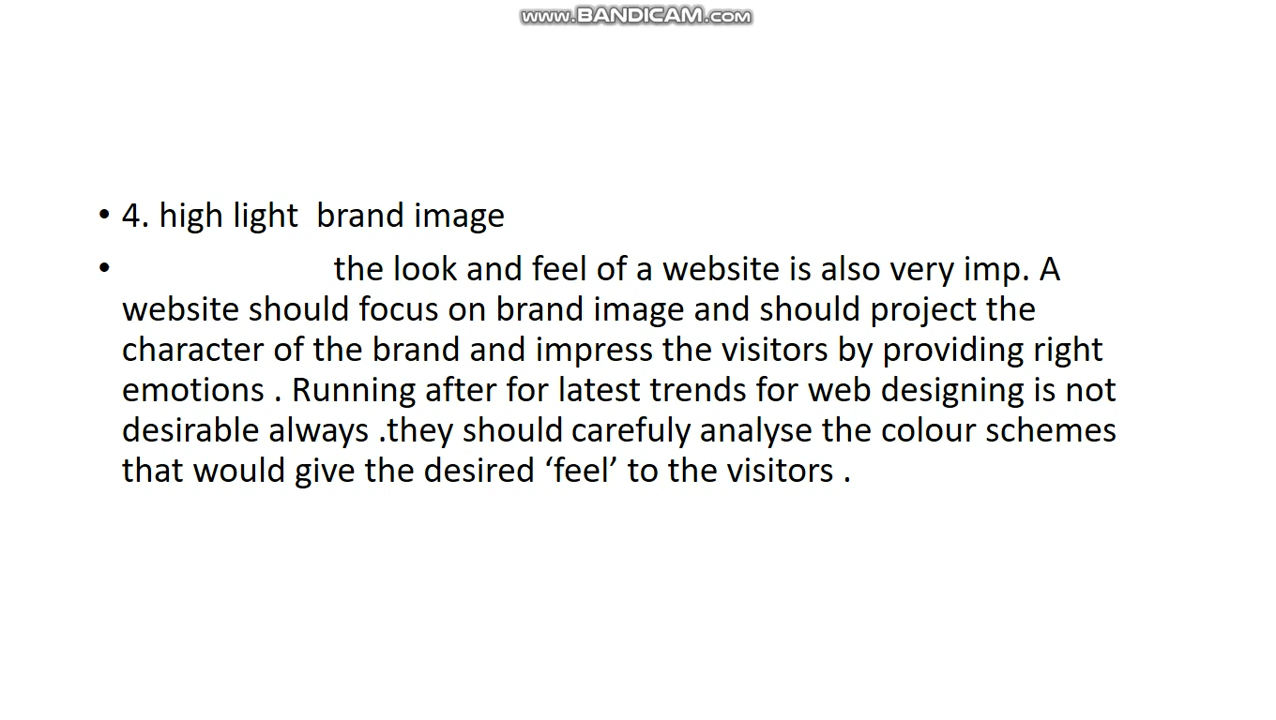 www.BANDICAM.com
• 4. high light  brand image
• the look and feel of a website is also very imp. A
website should focus on brand image and should project the
character of the brand and impress the visitors by providing right
emotions . Running after for latest trends for web designing is not
desirable always .they should carefuly analyse the colour schemes
that would give the desired ‘feel’ to the visitors .